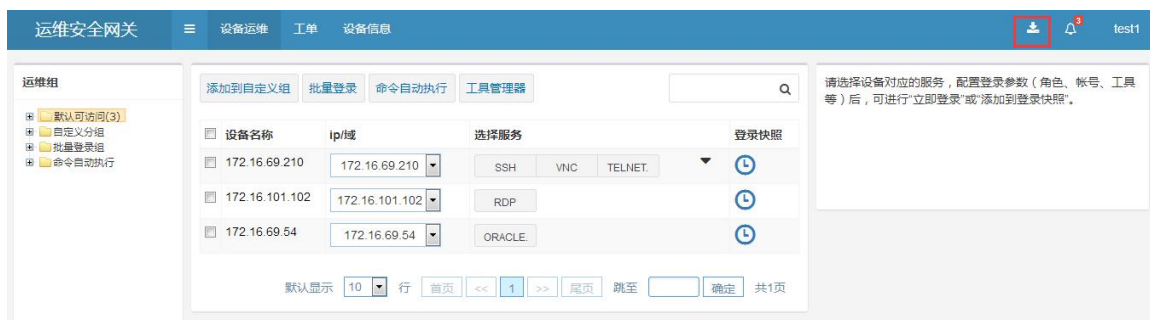 运维安全网关 设备运维 工单 设备信息 3 test1
运维组
默认可访问(3)
自定义分组
批量登录组
命令自动执行
添加到自定义组 批量登录 命令自动执行 工具管理器
设备名称 ip/域 选择服务 登录快照
172.16.69.210 172.16.69.210 SSH VNC TELNET.
172.16.101.102 172.16.101.102 RDP
172.16.69.54 172.16.69.54 ORACLE.
默认显示 10 行 首页 << 1 >> 尾页 跳至 确定 共1页
请选择设备对应的服务，配置登录参数（角色、帐号、工具
等）后，可进行“立即登录”或“添加到登录快照”。